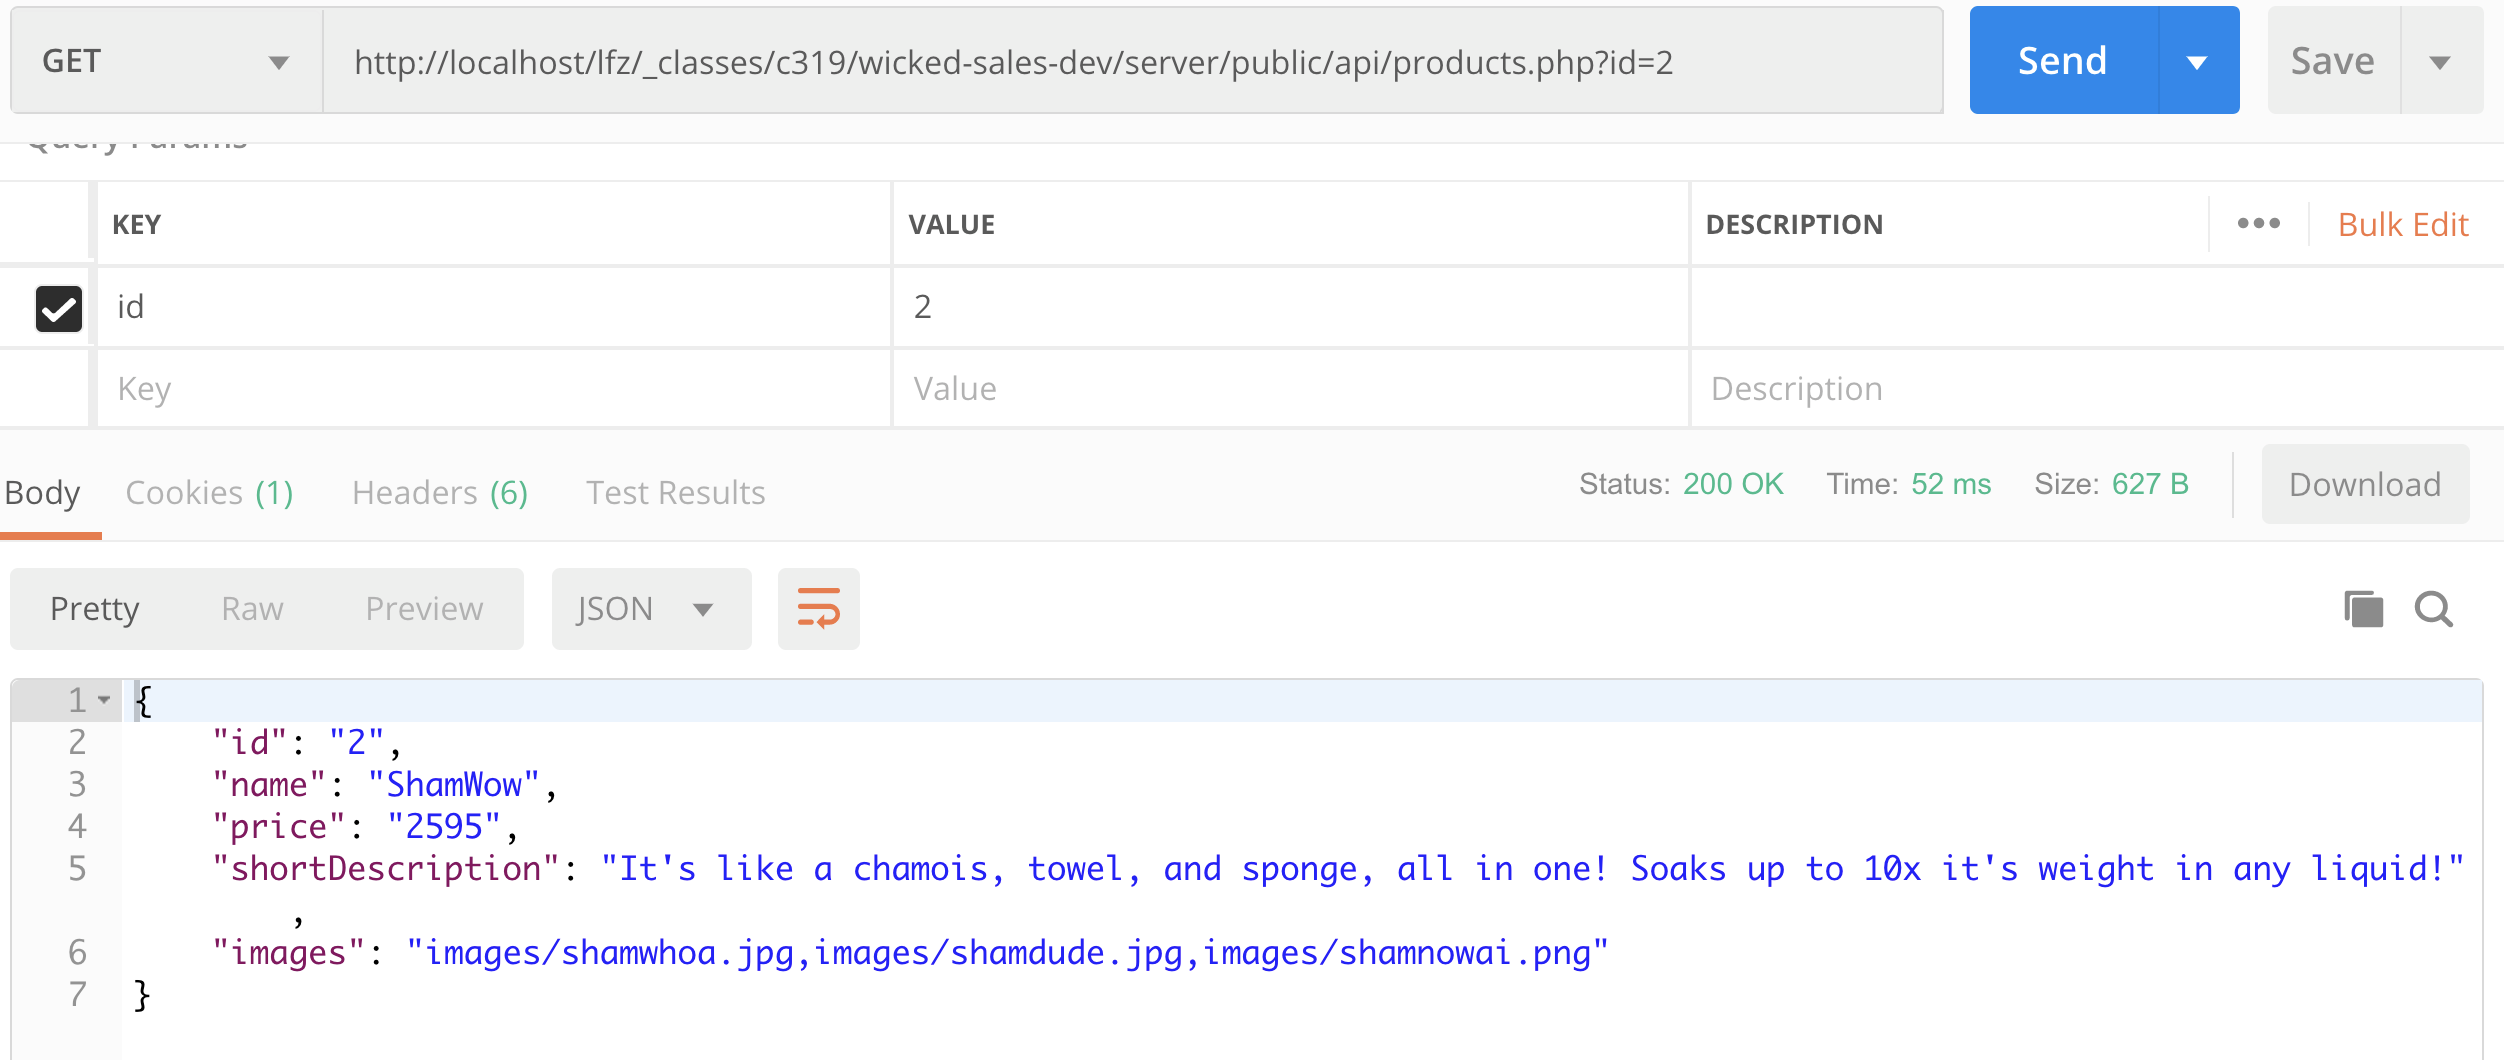 GET http://localhost/lfz/_classes/c319/wicked-sales-dev/server/public/api/products.php?id=2 Send Save
Query Params
KEY VALUE DESCRIPTION Bulk Edit
id 2
Key Value Description
Body Cookies (1) Headers (6) Test Results Status: 200 OK Time: 52 ms Size: 627 B Download
Pretty Raw Preview JSON
1 {
2 "id": "2",
3 "name": "ShamWow",
4 "price": "2595",
5 "shortDescription": "It's like a chamois, towel, and sponge, all in one! Soaks up to 10x it's weight in any liquid!"
,
6 "images": "images/shamwhoa.jpg,images/shamdude.jpg,images/shamnowai.png"
7 }